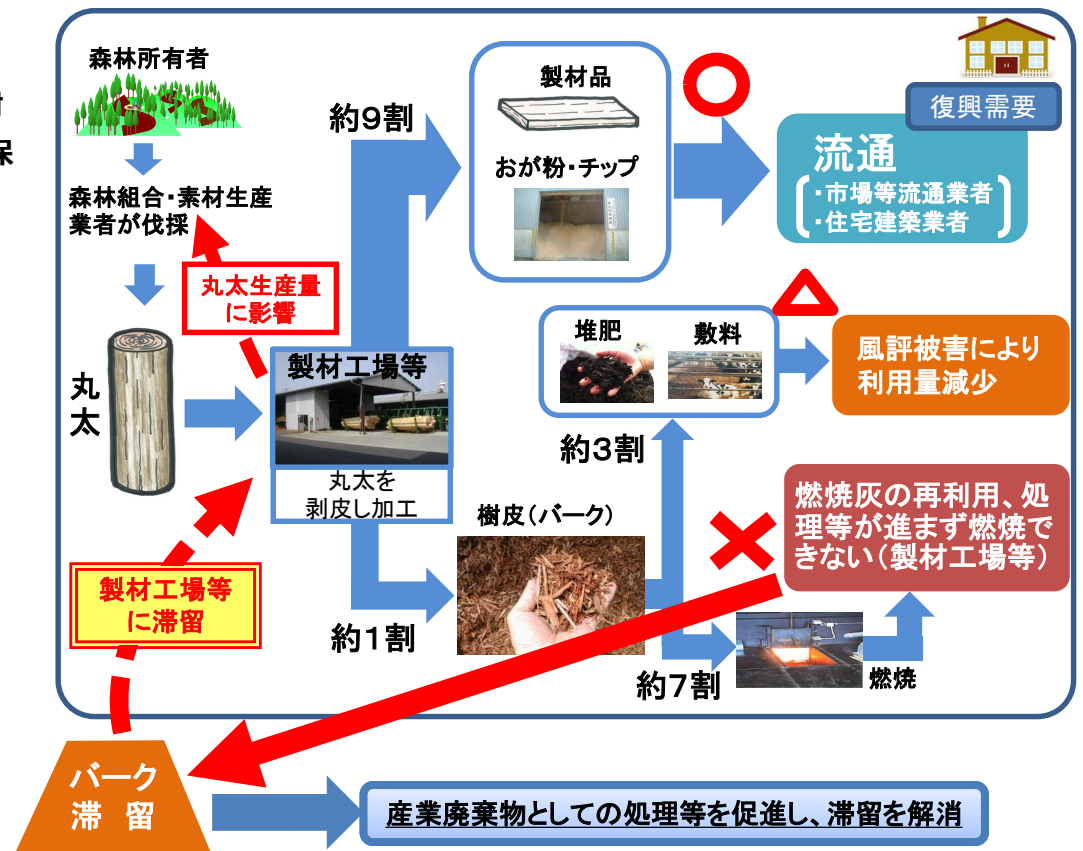 森林所有者
保
森林組合・素材生産
業者が伐採
丸太生産量
に影響
丸
太
製材工場等
丸太を
剥皮し加工
約9割
製材品
おが粉・チップ
復興需要
流通
・市場等流通業者
・住宅建築業者
約1割
樹皮（バーク）
約3割
堆肥
敷料
風評被害により
利用量減少
約7割
燃焼
燃焼灰の再利用、処
理等が進まず燃焼で
きない（製材工場等）
製材工場等
に滞留
バーク
滞 留
産業廃棄物としての処理等を促進し、滞留を解消